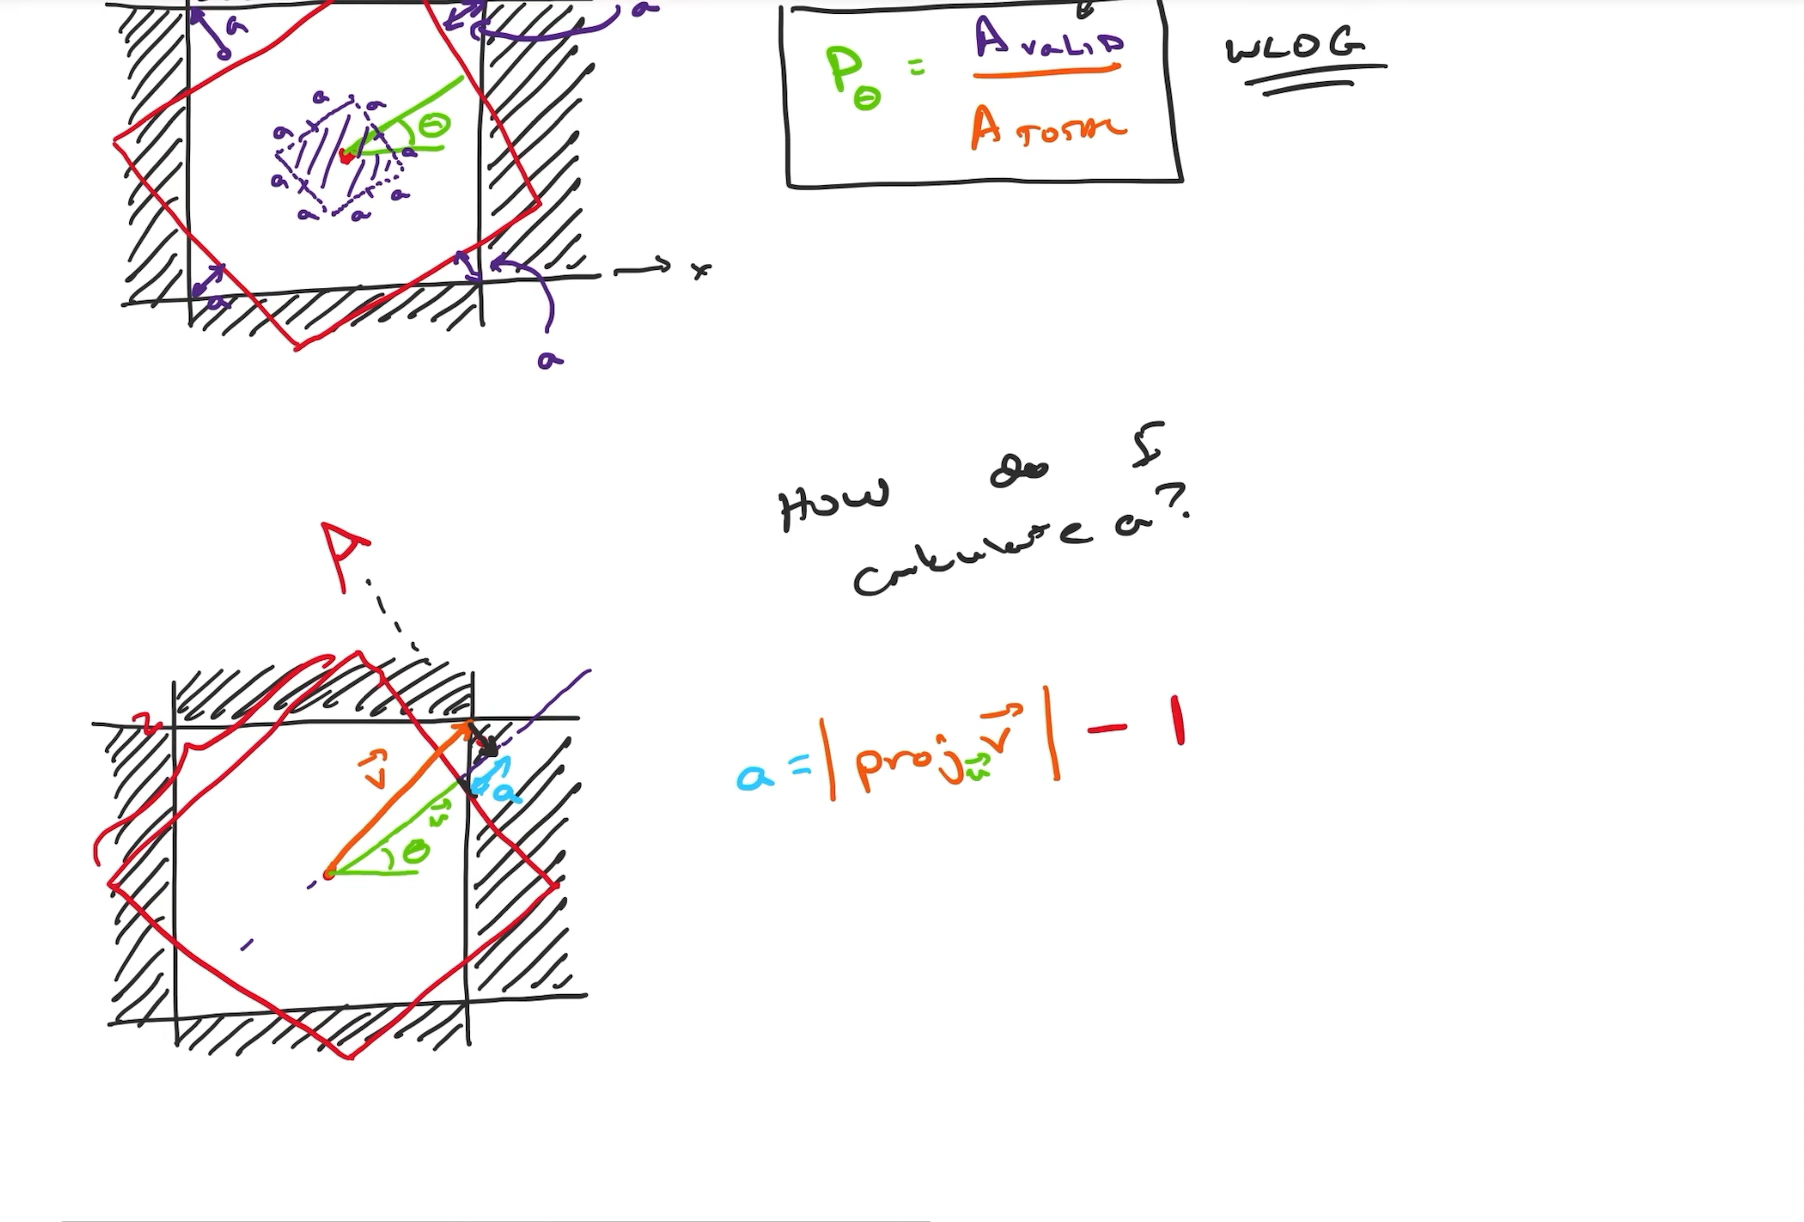 a
a
P_θ = A_VALID / A_TOTAL
WLOG
a a
a
θ
a
a
a
a a
x
a
a
How do I
calculate a?
v
a
u
θ
a = | proj_u v | - 1